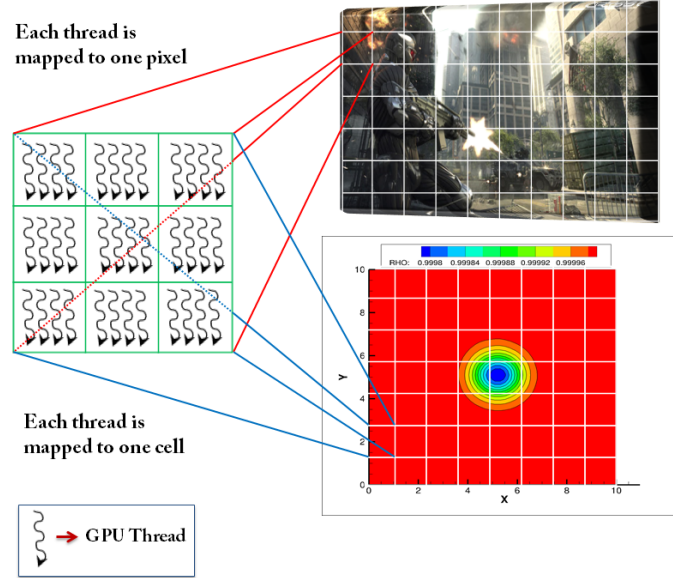 Each thread is
mapped to one pixel
RHO: 0.9998 0.99984 0.99988 0.99992 0.99996
10
8
6
Y
4
2
0
0 2 4 6 8 10
X
Each thread is
mapped to one cell
GPU Thread